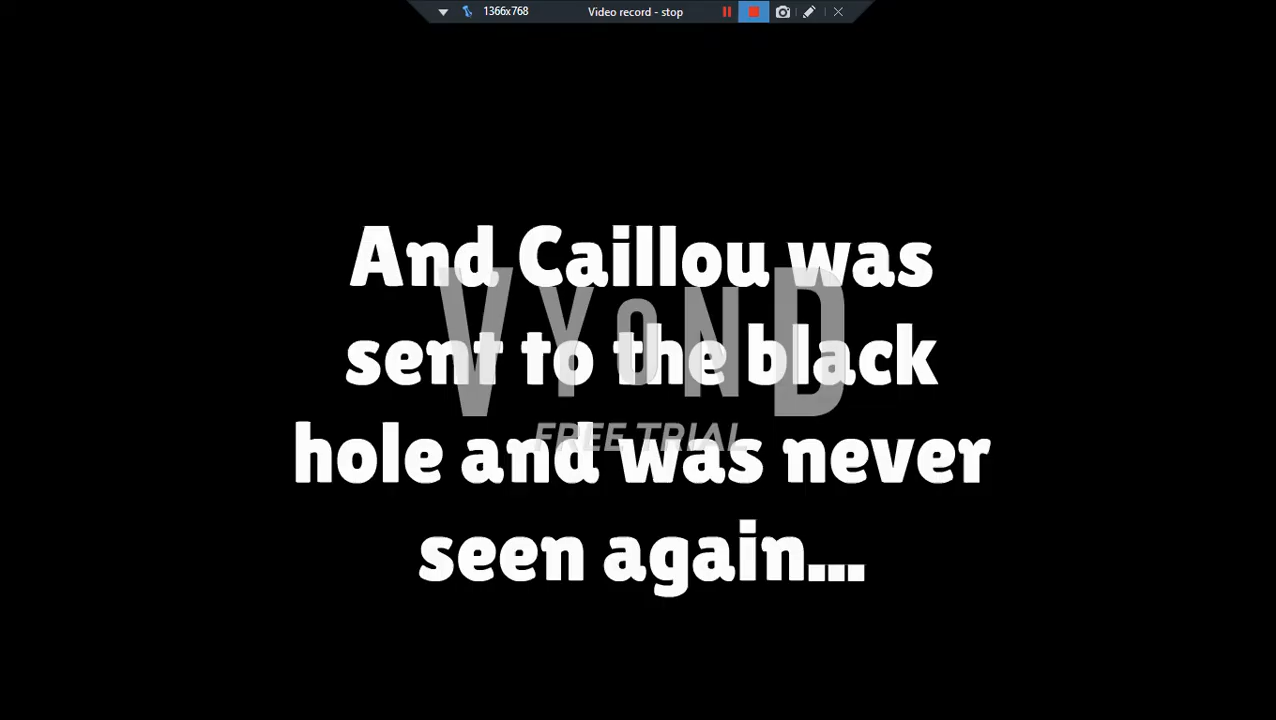 1366x768
Video record - stop
And Caillou was
sent to the black
hole and was never
seen again...
VYOND
FREE TRIAL